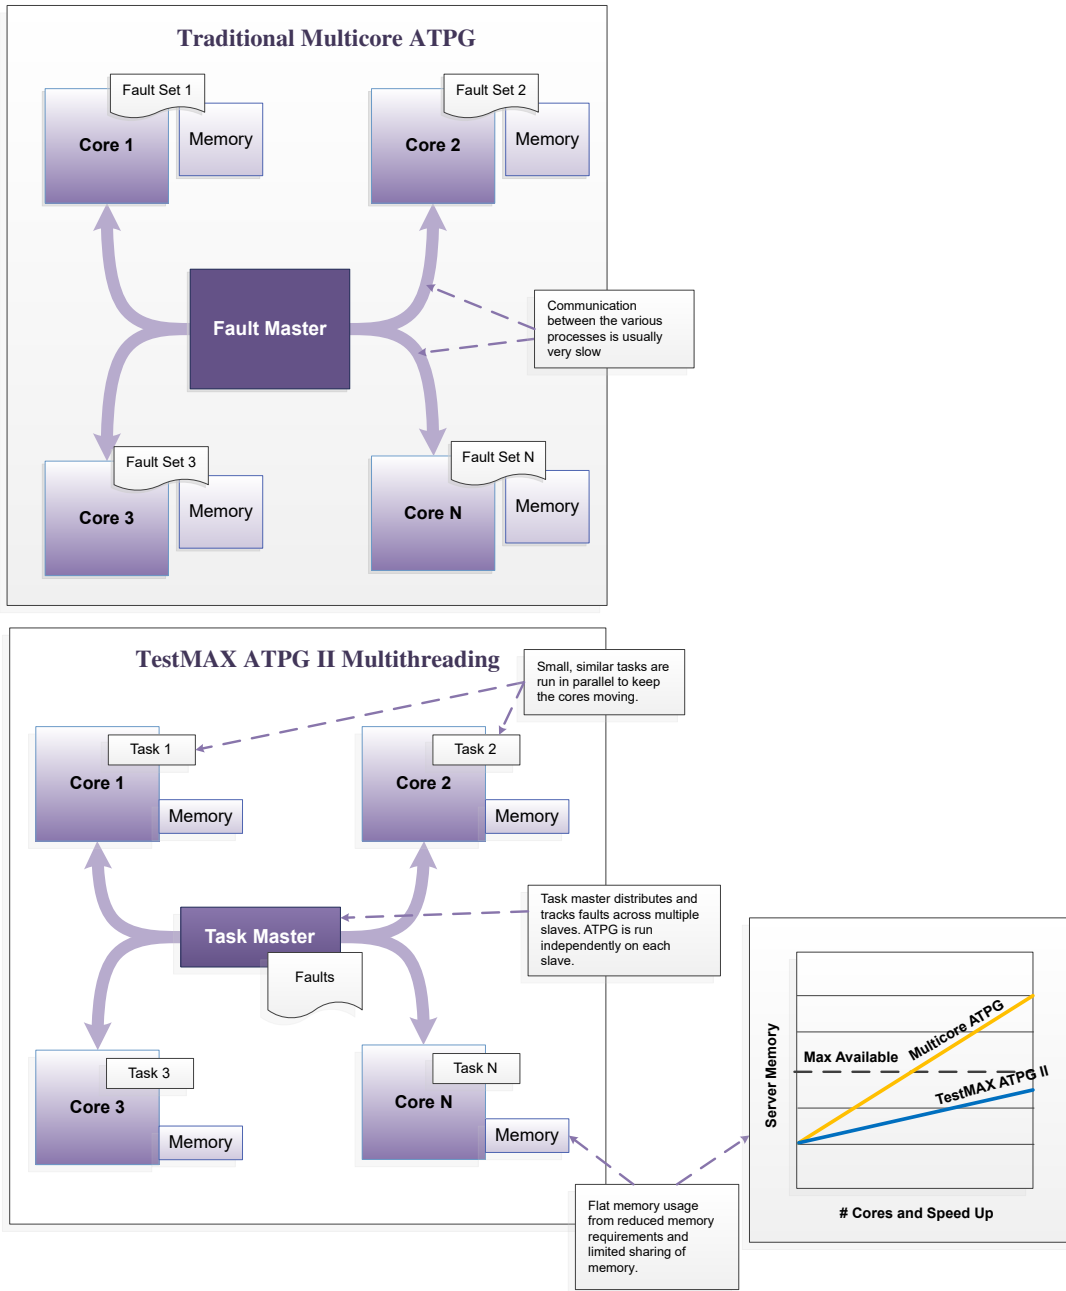 Traditional Multicore ATPG
Fault Set 1
Core 1
Memory
Fault Set 2
Core 2
Memory
Fault Master
Communication
between the various
processes is usually
very slow
Fault Set 3
Core 3
Memory
Fault Set N
Core N
Memory
TestMAX ATPG II Multithreading
Small, similar tasks are
run in parallel to keep
the cores moving.
Task 1
Core 1
Memory
Task 2
Core 2
Memory
Task Master
Faults
Task master distributes and
tracks faults across multiple
slaves. ATPG is run
independently on each
slave.
Task 3
Core 3
Memory
Task N
Core N
Memory
Flat memory usage
from reduced memory
requirements and
limited sharing of
memory.
Server Memory
Multicore ATPG
Max Available
TestMAX ATPG II
# Cores and Speed Up